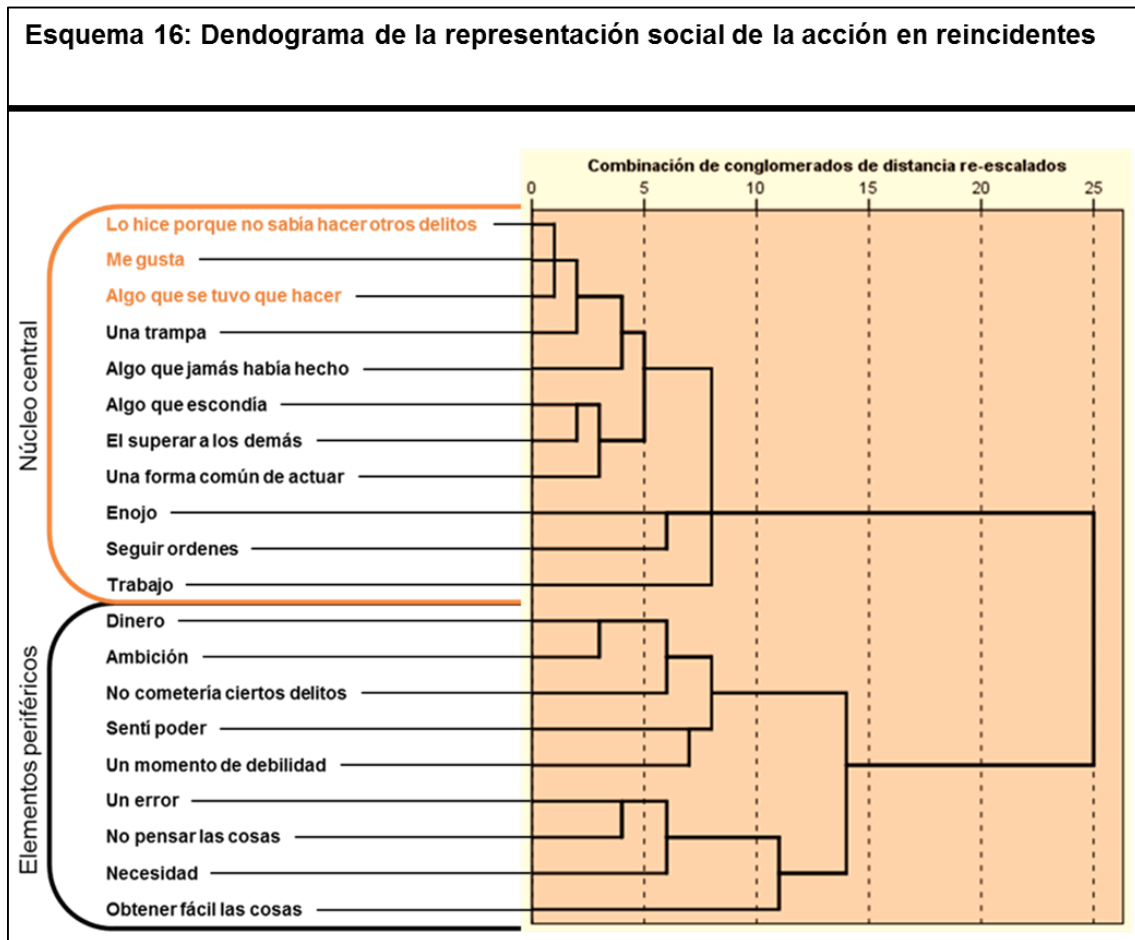 Esquema 16: Dendograma de la representación social de la acción en reincidentes
Combinación de conglomerados de distancia re-escalados
0 5 10 15 20 25
Núcleo central
Lo hice porque no sabía hacer otros delitos
Me gusta
Algo que se tuvo que hacer
Una trampa
Algo que jamás había hecho
Algo que escondía
El superar a los demás
Una forma común de actuar
Enojo
Seguir ordenes
Trabajo
Elementos periféricos
Dinero
Ambición
No cometería ciertos delitos
Sentí poder
Un momento de debilidad
Un error
No pensar las cosas
Necesidad
Obtener fácil las cosas